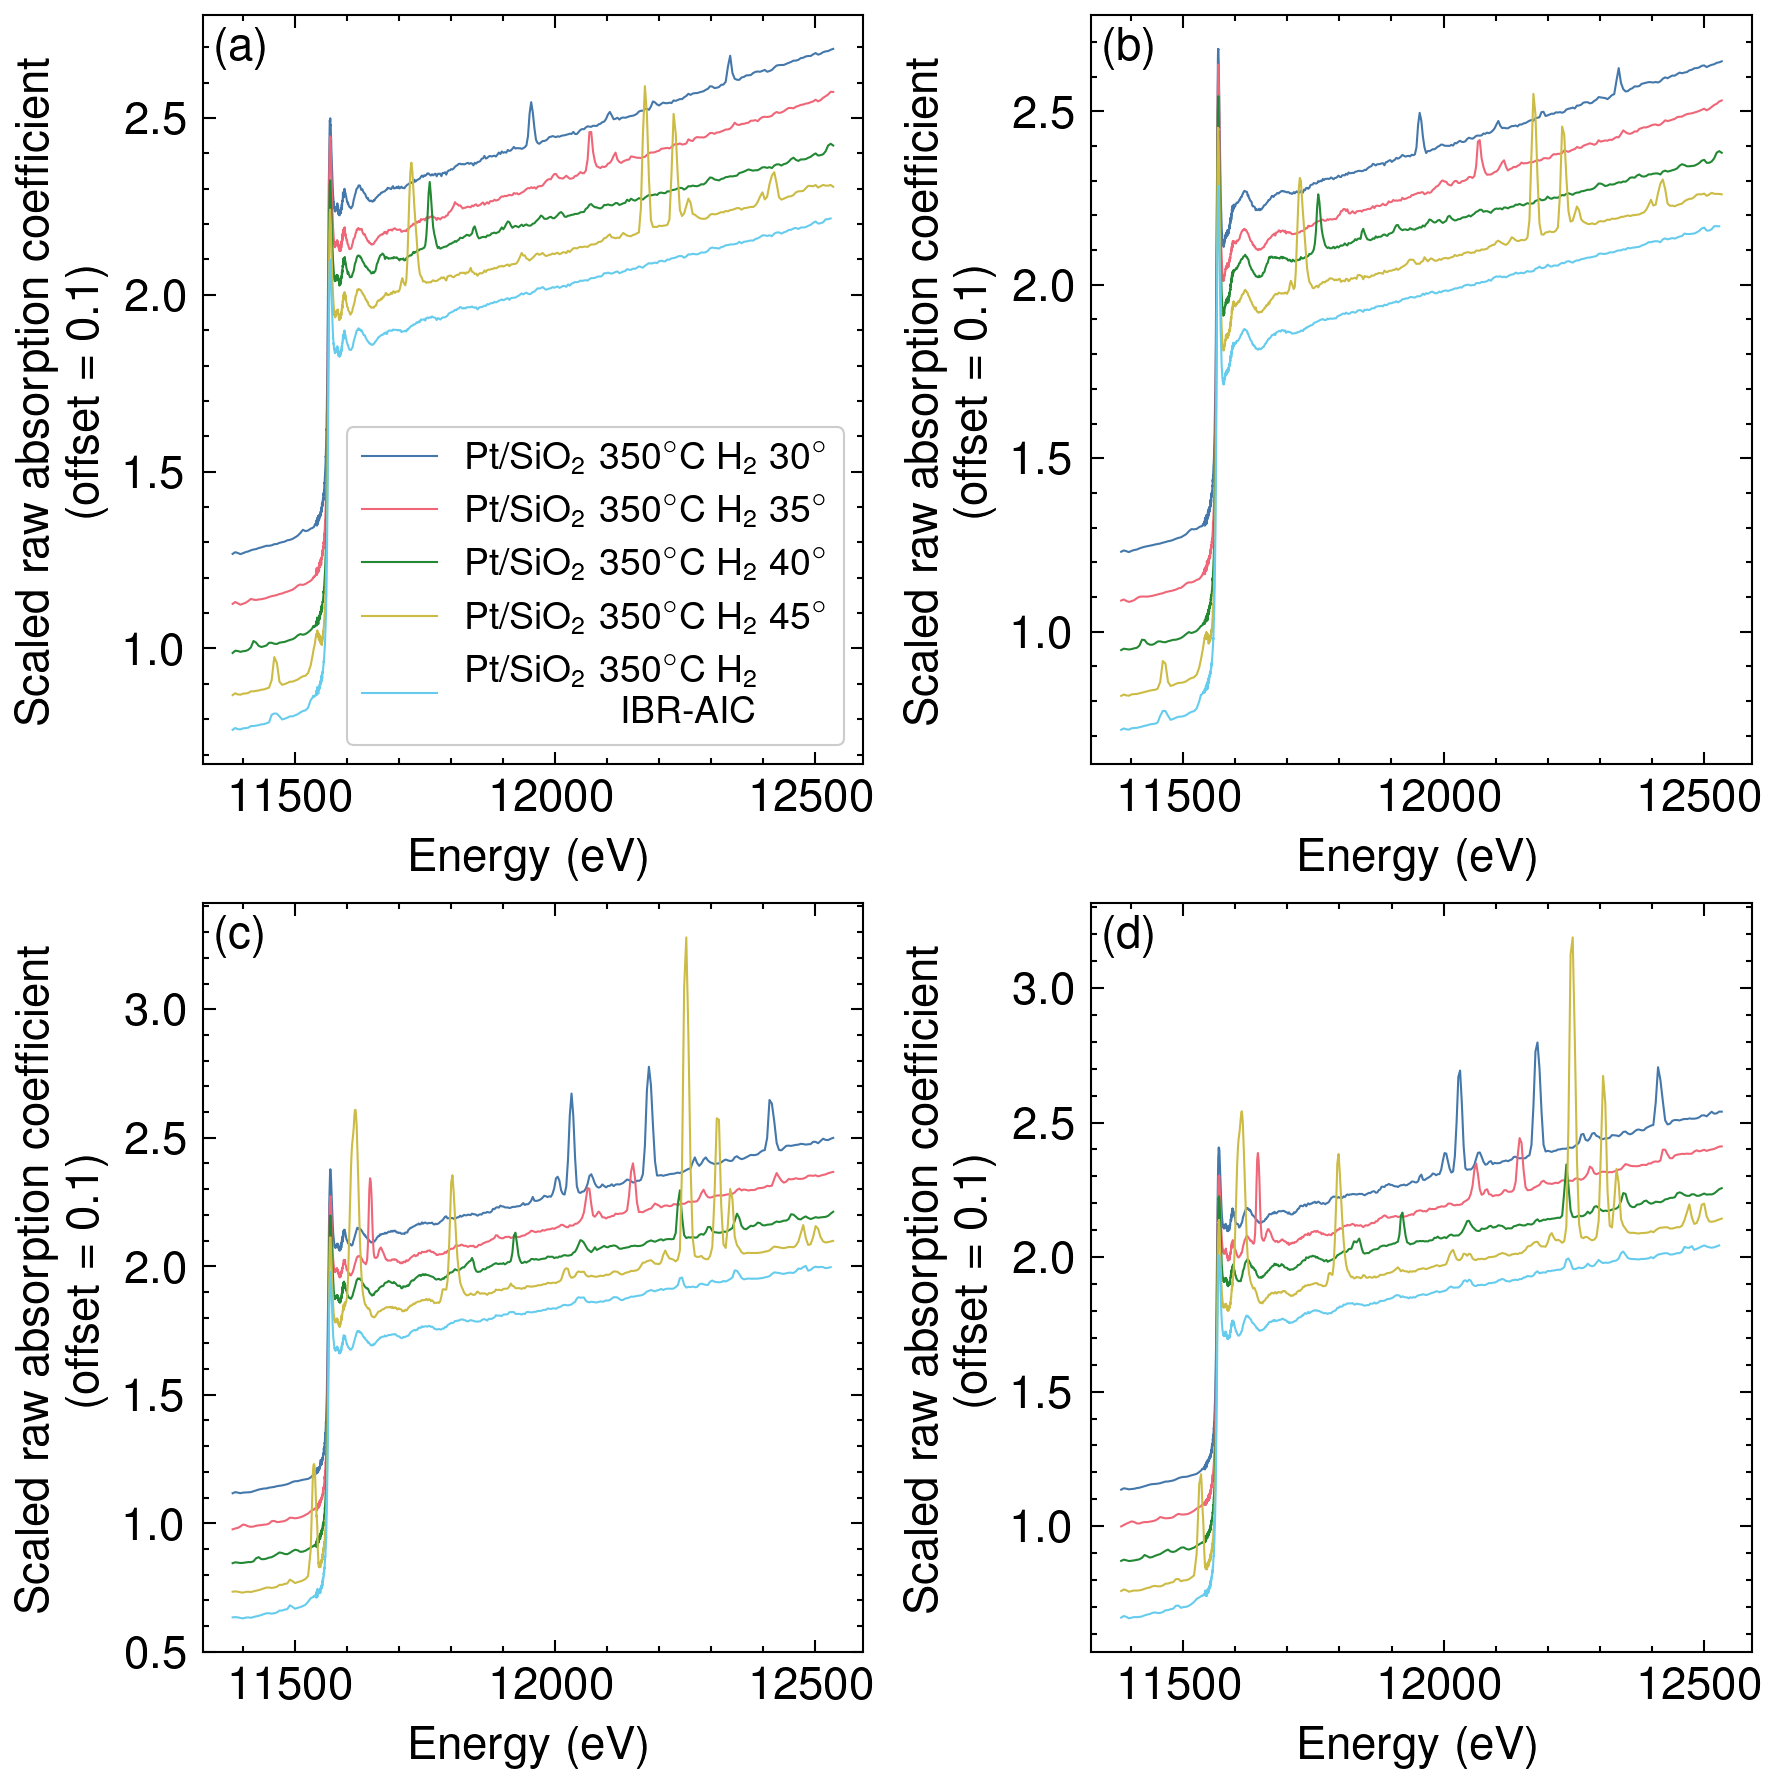 (a)
Scaled raw absorption coefficient
(offset = 0.1)
2.5
2.0
1.5
1.0
Pt/SiO₂ 350°C H₂ 30°
Pt/SiO₂ 350°C H₂ 35°
Pt/SiO₂ 350°C H₂ 40°
Pt/SiO₂ 350°C H₂ 45°
Pt/SiO₂ 350°C H₂
IBR-AIC
11500 12000 12500
Energy (eV)
(b)
Scaled raw absorption coefficient
(offset = 0.1)
2.5
2.0
1.5
1.0
11500 12000 12500
Energy (eV)
(c)
Scaled raw absorption coefficient
(offset = 0.1)
3.0
2.5
2.0
1.5
1.0
0.5
11500 12000 12500
Energy (eV)
(d)
Scaled raw absorption coefficient
(offset = 0.1)
3.0
2.5
2.0
1.5
1.0
11500 12000 12500
Energy (eV)